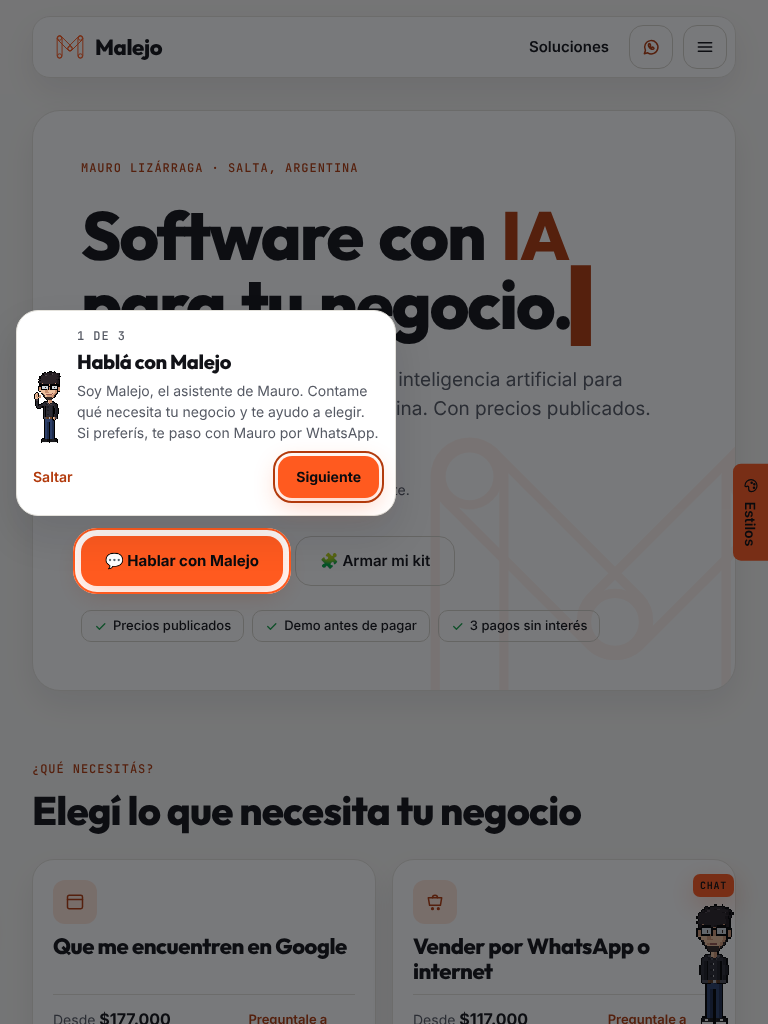 Malejo
Soluciones
MAURO LIZÁRRAGA · SALTA, ARGENTINA
Software con IA
para tu negocio.
inteligencia artificial para
ina. Con precios publicados.
te.
1 DE 3
Hablá con Malejo
Soy Malejo, el asistente de Mauro. Contame
qué necesita tu negocio y te ayudo a elegir.
Si preferís, te paso con Mauro por WhatsApp.
Saltar
Siguiente
Estilos
💬 Hablar con Malejo
🧩 Armar mi kit
✓ Precios publicados
✓ Demo antes de pagar
✓ 3 pagos sin interés
¿QUÉ NECESITÁS?
Elegí lo que necesita tu negocio
CHAT
Que me encuentren en Google
Desde $177.000
Preguntale a
Vender por WhatsApp o
internet
Desde $117.000
Preguntale a